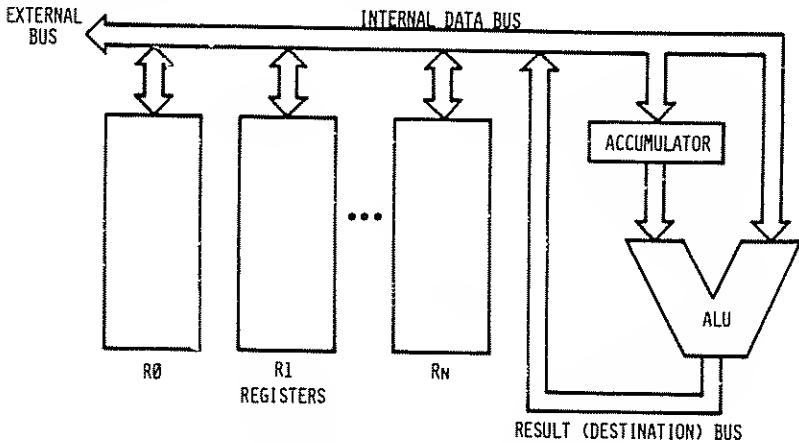 EXTERNAL
BUS
INTERNAL DATA BUS
ACCUMULATOR
•••
ALU
RØ
R1
RN
REGISTERS
RESULT (DESTINATION) BUS